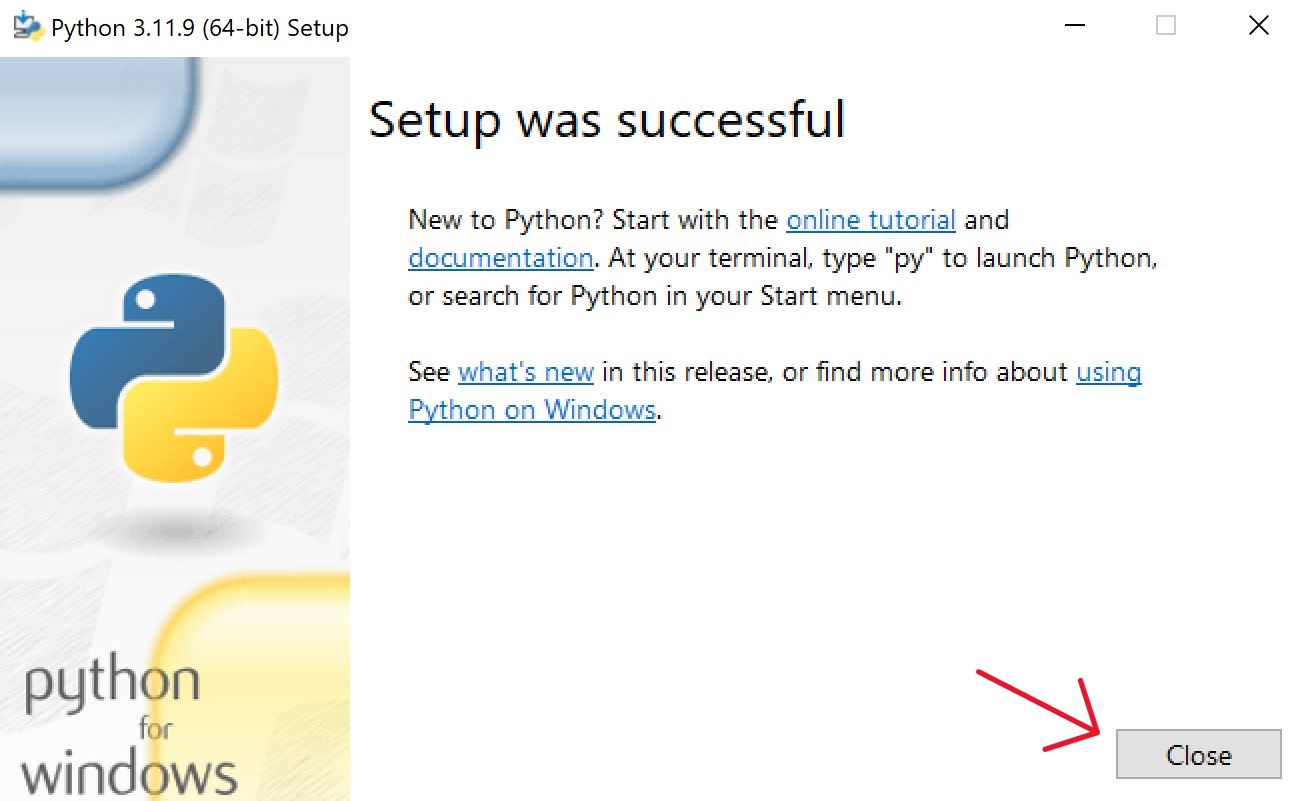 Python 3.11.9 (64-bit) Setup
Setup was successful
New to Python? Start with the online tutorial and
documentation. At your terminal, type "py" to launch Python,
or search for Python in your Start menu.
See what's new in this release, or find more info about using
Python on Windows.
python
for
windows
Close